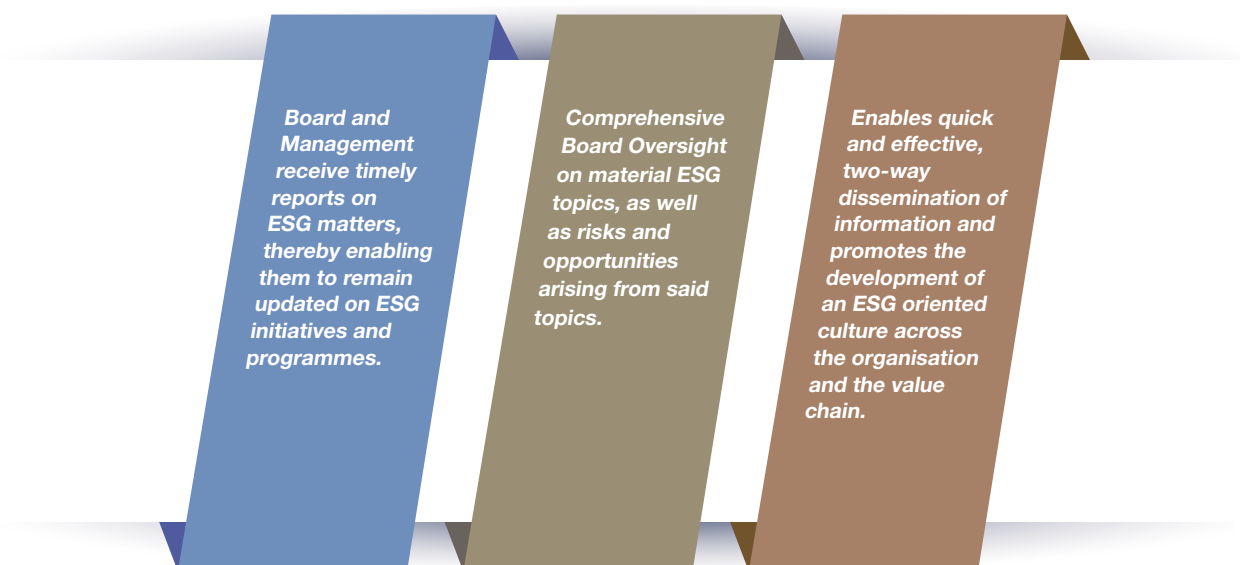 Board and
Management
receive timely
reports on
ESG matters,
thereby enabling
them to remain
updated on ESG
initiatives and
programmes.
Comprehensive
Board Oversight
on material ESG
topics, as well
as risks and
opportunities
arising from said
topics.
Enables quick
and effective,
two-way
dissemination of
information and
promotes the
development of
an ESG oriented
culture across
the organisation
and the value
chain.